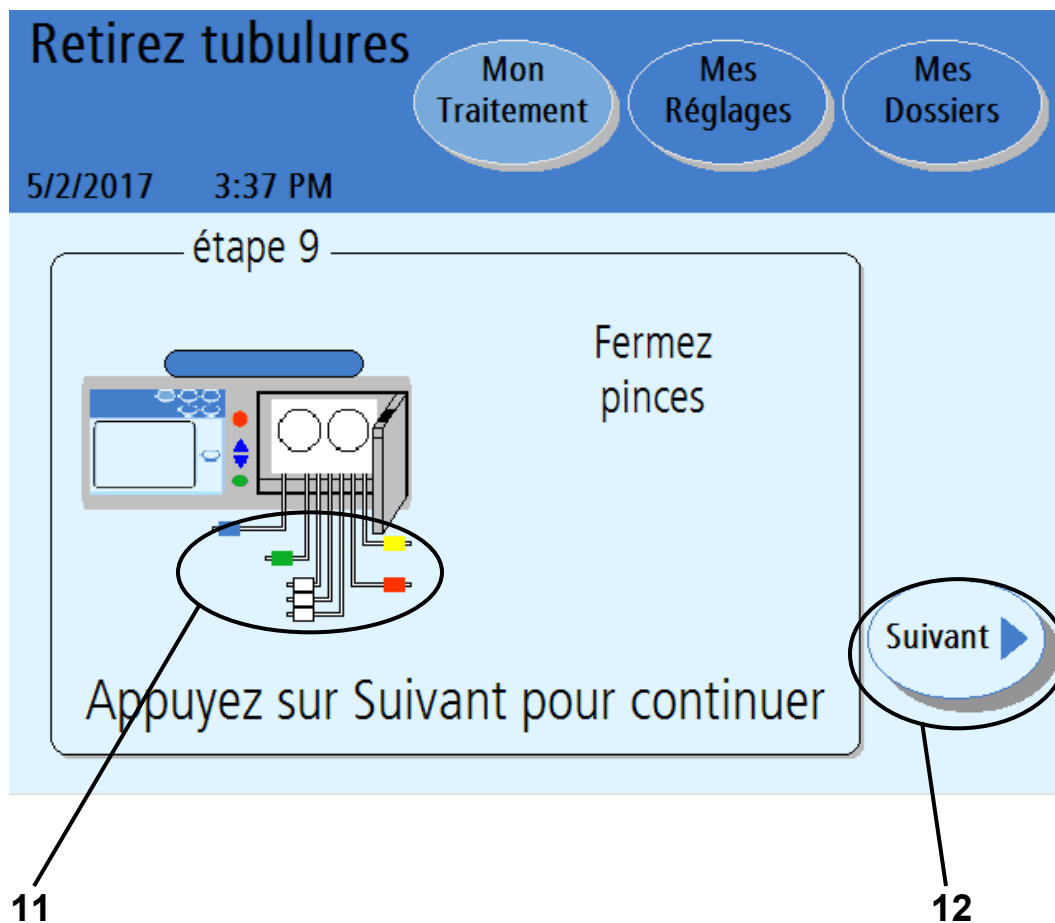 Retirez tubulures
Mon
Traitement
Mes
Réglages
Mes
Dossiers
5/2/2017 3:37 PM
étape 9
Fermez
pinces
Suivant
Appuyez sur Suivant pour continuer
11
12